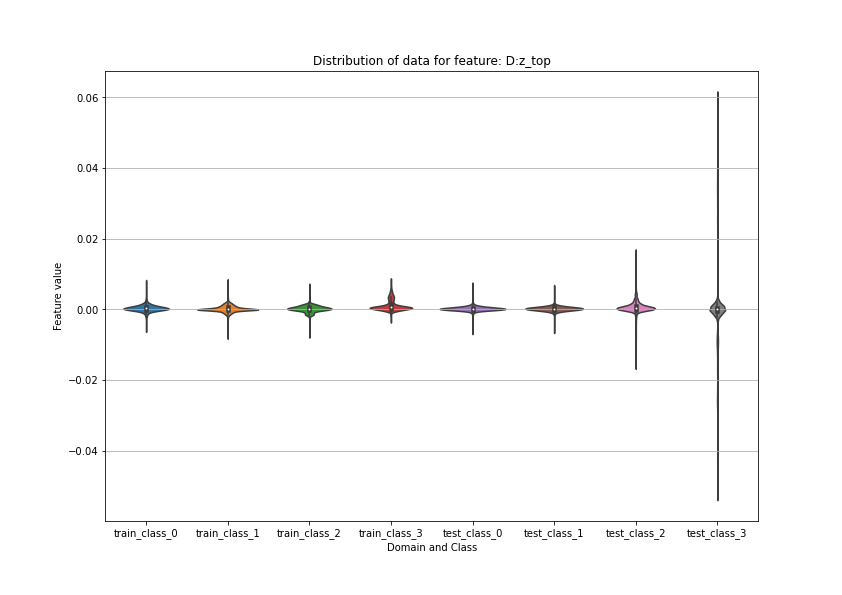 Distribution of data for feature: D:z_top
Feature value
0.06
0.04
0.02
0.00
−0.02
−0.04
train_class_0 train_class_1 train_class_2 train_class_3 test_class_0 test_class_1 test_class_2 test_class_3
Domain and Class